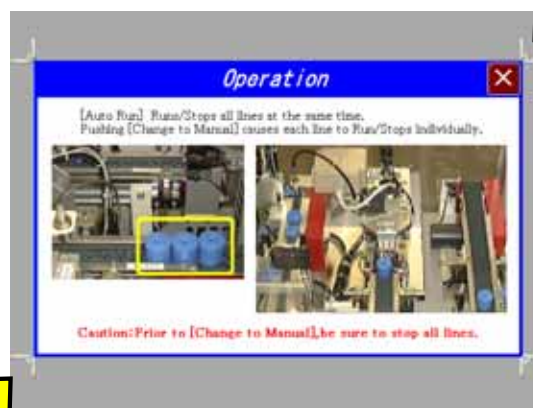 Operation
[Auto Run] Runs/Stops all lines at the same time.
Pushing [Change to Manual] causes each line to Run/Stops Individually.
Caution:Prior to [Change to Manual],be sure to stop all lines.